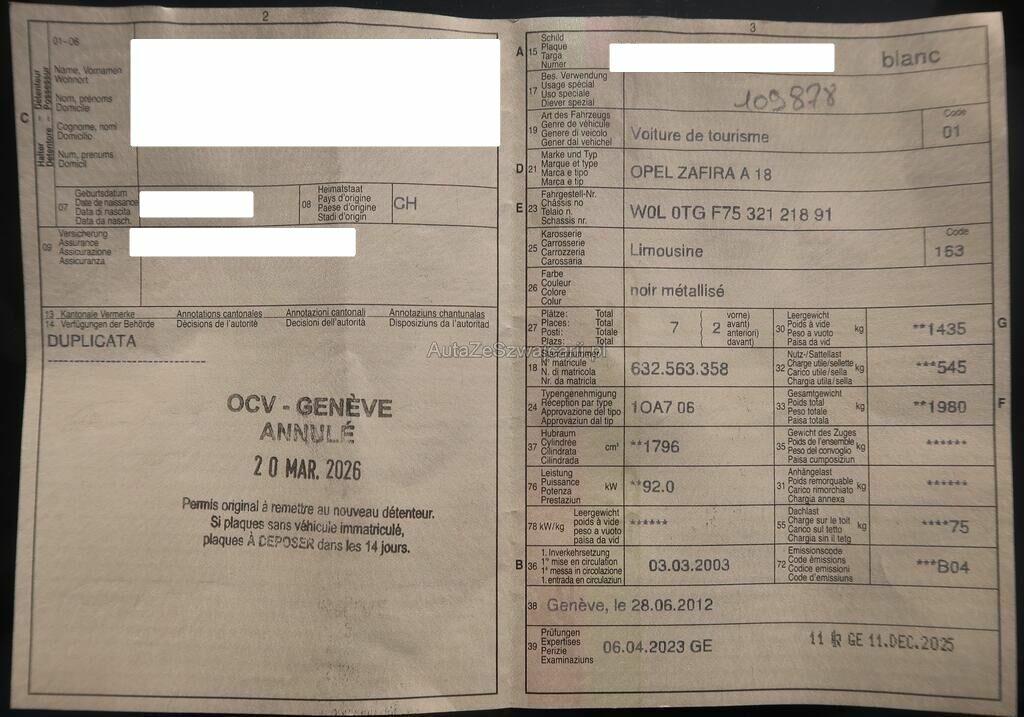 2
01-06
Halter - Détenteur
Detentore - Possessur
C
Name, Vornamen
Wohnort
Nom, prénoms
Domicile
Cognome, nomi
Domicilio
Num, prenums
Domicil
07
Geburtsdatum
Date de naissance
Data di nascita
Data da nasch.
08
Heimatstaat
Pays d'origine
Paese d'origine
Stadi d'origin
CH
09
Versicherung
Assurance
Assicurazione
Assicuranza
13 Kantonale Vermerke Annotations cantonales Annotazioni cantonali Annotaziuns chantunalas
14 Verfügungen der Behörde Décisions de l'autorité Decisioni dell'autorità Disposiziuns da l'autoritad
DUPLICATA
OCV - GENÈVE
ANNULÉ
20 MAR. 2026
Permis original à remettre au nouveau détenteur.
Si plaques sans véhicule immatriculé,
plaques À DEPOSER dans les 14 jours.
3
A 15
Schild
Plaque
Targa
Numer
blanc
17
Bes. Verwendung
Usage spécial
Uso speciale
Diever spezial
109878
19
Art des Fahrzeugs
Genre de véhicule
Genere di veicolo
Gener dal vehichel
Voiture de tourisme
Code
01
D 21
Marke und Typ
Marque et type
Marca e tipo
Marca e tip
OPEL ZAFIRA A 18
E 23
Fahrgestell-Nr.
Châssis no
Telaio n.
Schassis nr.
W0L 0TG F75 321 218 91
25
Karosserie
Carrosserie
Carrozzeria
Carossaria
Limousine
Code
163
26
Farbe
Couleur
Colore
Colur
noir métallisé
27
Plätze: Total
Places: Total
Posti: Totale
Plazs: Total
7
2
vorne)
avant)
anteriori)
davant)
30
Leergewicht
Poids à vide
Peso a vuoto
Paisa da vid
kg
**1435
G
18
Stammnummer
N° matricule
N. di matricola
Nr. da matricla
632.563.358
32
Nutz-/Sattellast
Charge utile/sellette
Carico utile/sella
Chargia utila/sella
kg
***545
24
Typengenehmigung
Réception par type
Approvazione del tipo
Approvaziun dal tip
1OA7 06
33
Gesamtgewicht
Poids total
Peso totale
Paisa totala
kg
**1980
F
37
Hubraum
Cylindrée
Cilindrata
Cilindrada
cm³
**1796
35
Gewicht des Zuges
Poids de l'ensemble
Peso del convoglio
Paisa cumposiziun
kg
******
76
Leistung
Puissance
Potenza
Prestaziun
kW
**92.0
31
Anhängelast
Poids remorquable
Carico rimorchiato
Chargia annexa
kg
******
78 kW/kg
Leergewicht
poids à vide
peso a vuoto
paisa da vid
******
55
Dachlast
Charge sur le toit
Carico sul tetto
Chargia sin il tetg
kg
****75
B 36
1. Inverkehrsetzung
1re mise en circulation
1a messa in circolazione
1. entrada en circulaziun
03.03.2003
72
Emissionscode
Code émissions
Codice emissioni
Code d'emissiuns
***B04
38
Genève, le 28.06.2012
39
Prüfungen
Expertises
Perizie
Examinaziuns
06.04.2023 GE
GE 11.DEC.2025
AutaZeSzwajcarii.pl